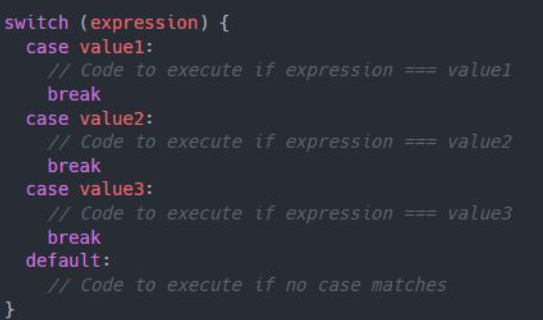 switch (expression) {
  case value1:
    // Code to execute if expression === value1
    break
  case value2:
    // Code to execute if expression === value2
    break
  case value3:
    // Code to execute if expression === value3
    break
  default:
    // Code to execute if no case matches
}